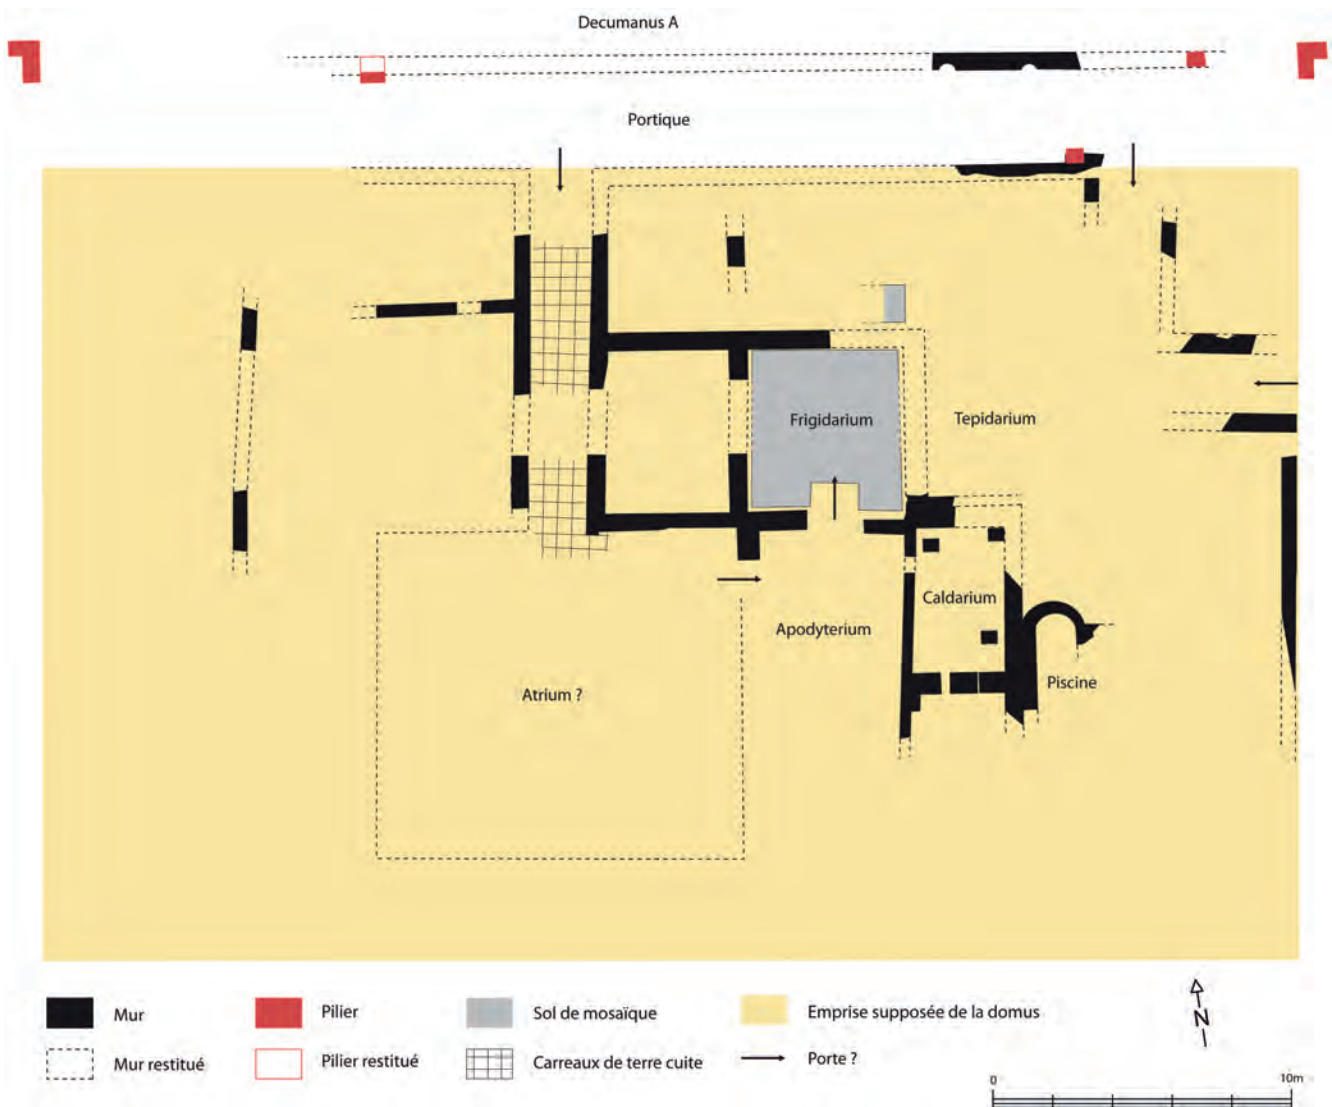 Decumanus A
Portique
Frigidarium
Tepidarium
Caldarium
Apodyterium
Piscine
Atrium ?
Mur
Pilier
Sol de mosaïque
Emprise supposée de la domus
Mur restitué
Pilier restitué
Carreaux de terre cuite
Porte ?
N
0
10m